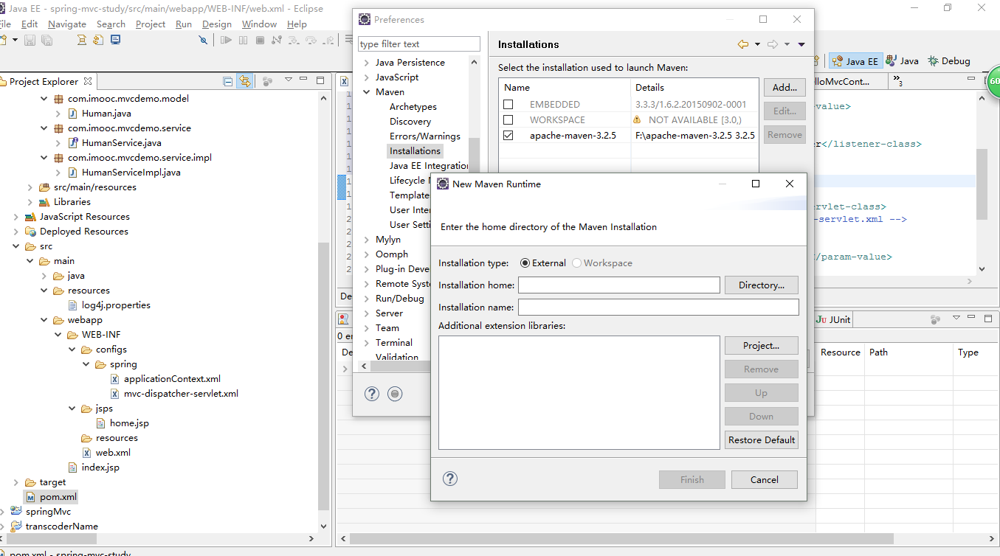 Java EE - spring-mvc-study/src/main/webapp/WEB-INF/web.xml - Eclipse
ile Edit Navigate Search Project Run Design Window Help
Java EE
Java
Debug
Project Explorer
com.imooc.mvcdemo.model
Human.java
com.imooc.mvcdemo.service
HumanService.java
com.imooc.mvcdemo.service.impl
HumanServiceImpl.java
src/main/resources
Libraries
JavaScript Resources
Deployed Resources
src
main
java
resources
log4j.properties
webapp
WEB-INF
configs
spring
applicationContext.xml
mvc-dispatcher-servlet.xml
jsps
home.jsp
resources
web.xml
index.jsp
target
pom.xml
springMvc
transcoderName
pom.xml - spring-mvc-study
Preferences
type filter text
Java Persistence
JavaScript
Maven
Archetypes
Discovery
Errors/Warnings
Installations
Java EE Integration
Lifecycle M
Template
User Inter
User Setti
Mylyn
Oomph
Plug-in Devel
Remote Syste
Run/Debug
Server
Team
Terminal
Validation
Installations
Select the installation used to launch Maven:
Name Details
EMBEDDED 3.3.3/1.6.2.20150902-0001
WORKSPACE NOT AVAILABLE [3.0,)
apache-maven-3.2.5 F:\apache-maven-3.2.5 3.2.5
Add...
Edit...
Remove
New Maven Runtime
Enter the home directory of the Maven Installation
Installation type: External Workspace
Installation home: Directory...
Installation name:
Additional extension libraries:
Project...
Remove
Up
Down
Restore Default
Finish Cancel
lloMvcCont... »3
60
-value>
r</listener-class>
rvlet-class>
-servlet.xml -->
/param-value>
De
0 er
De
JUnit
Resource Path Type